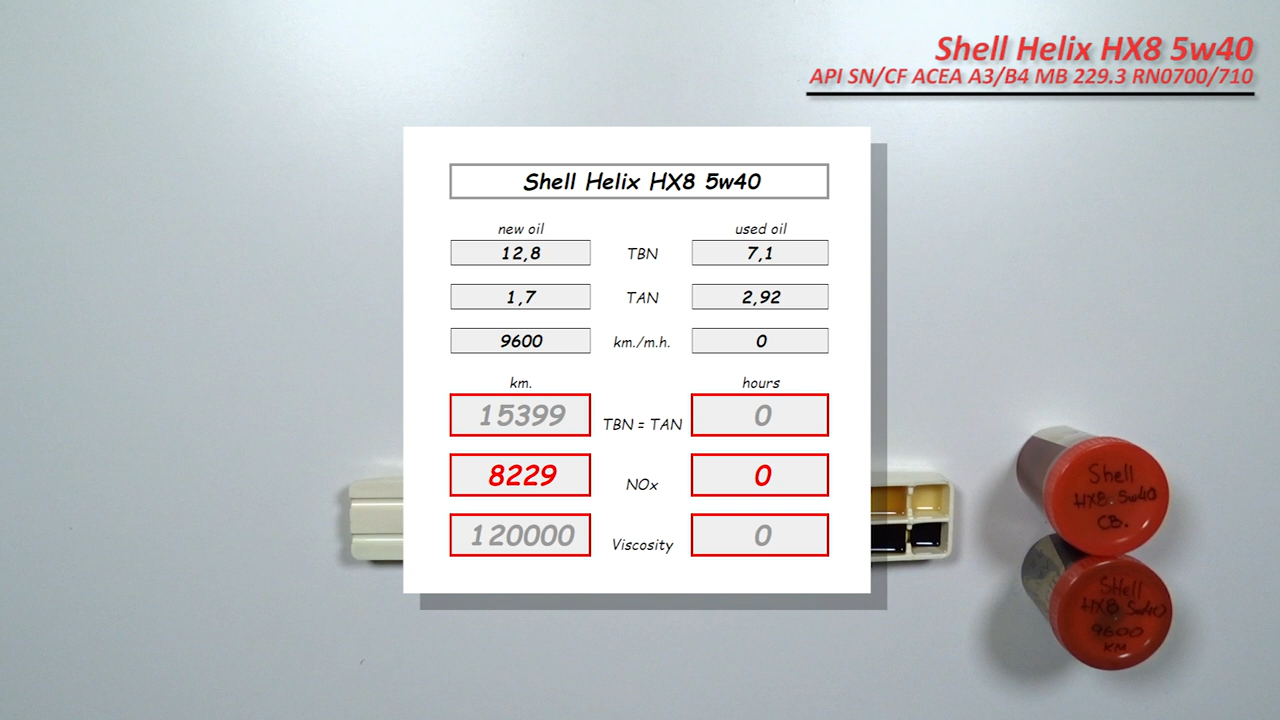 Shell Helix HX8 5w40
API SN/CF ACEA A3/B4 MB 229.3 RN0700/710
Shell Helix HX8 5w40
new oil used oil
12,8 TBN 7,1
1,7 TAN 2,92
9600 km./m.h. 0
km. hours
15399 TBN = TAN 0
8229 NOx 0
120000 Viscosity 0
Shell
HX8 5w40
СВ.
SHell
HX8 5w40
9600
KM